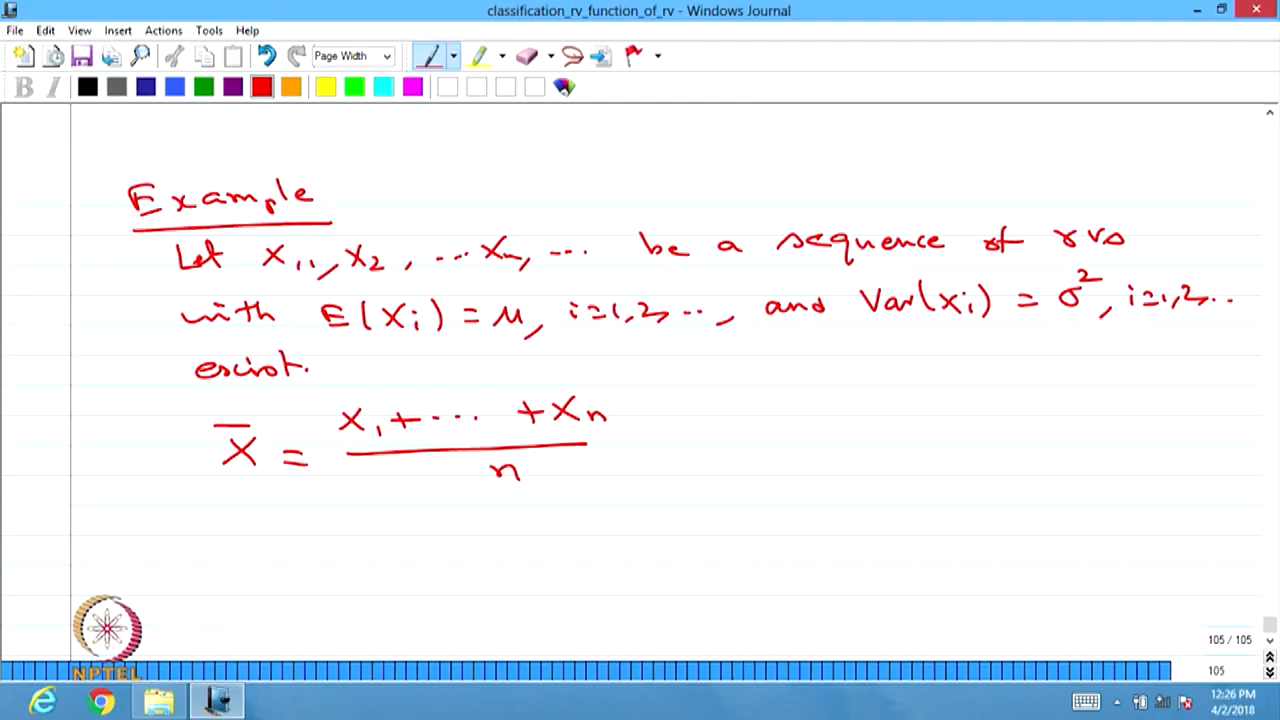 classification_rv_function_of_rv - Windows Journal
File Edit View Insert Actions Tools Help
Page Width
B I
Example
Let X1, X2, ... Xn, ... be a sequence of rvs
with E(Xi) = μ, i=1,2,..., and Var(Xi) = σ², i=1,2,...
exist.
X̄ = (X1 + ... + Xn) / n
105 / 105
NPTEL
105
12:26 PM
4/2/2018